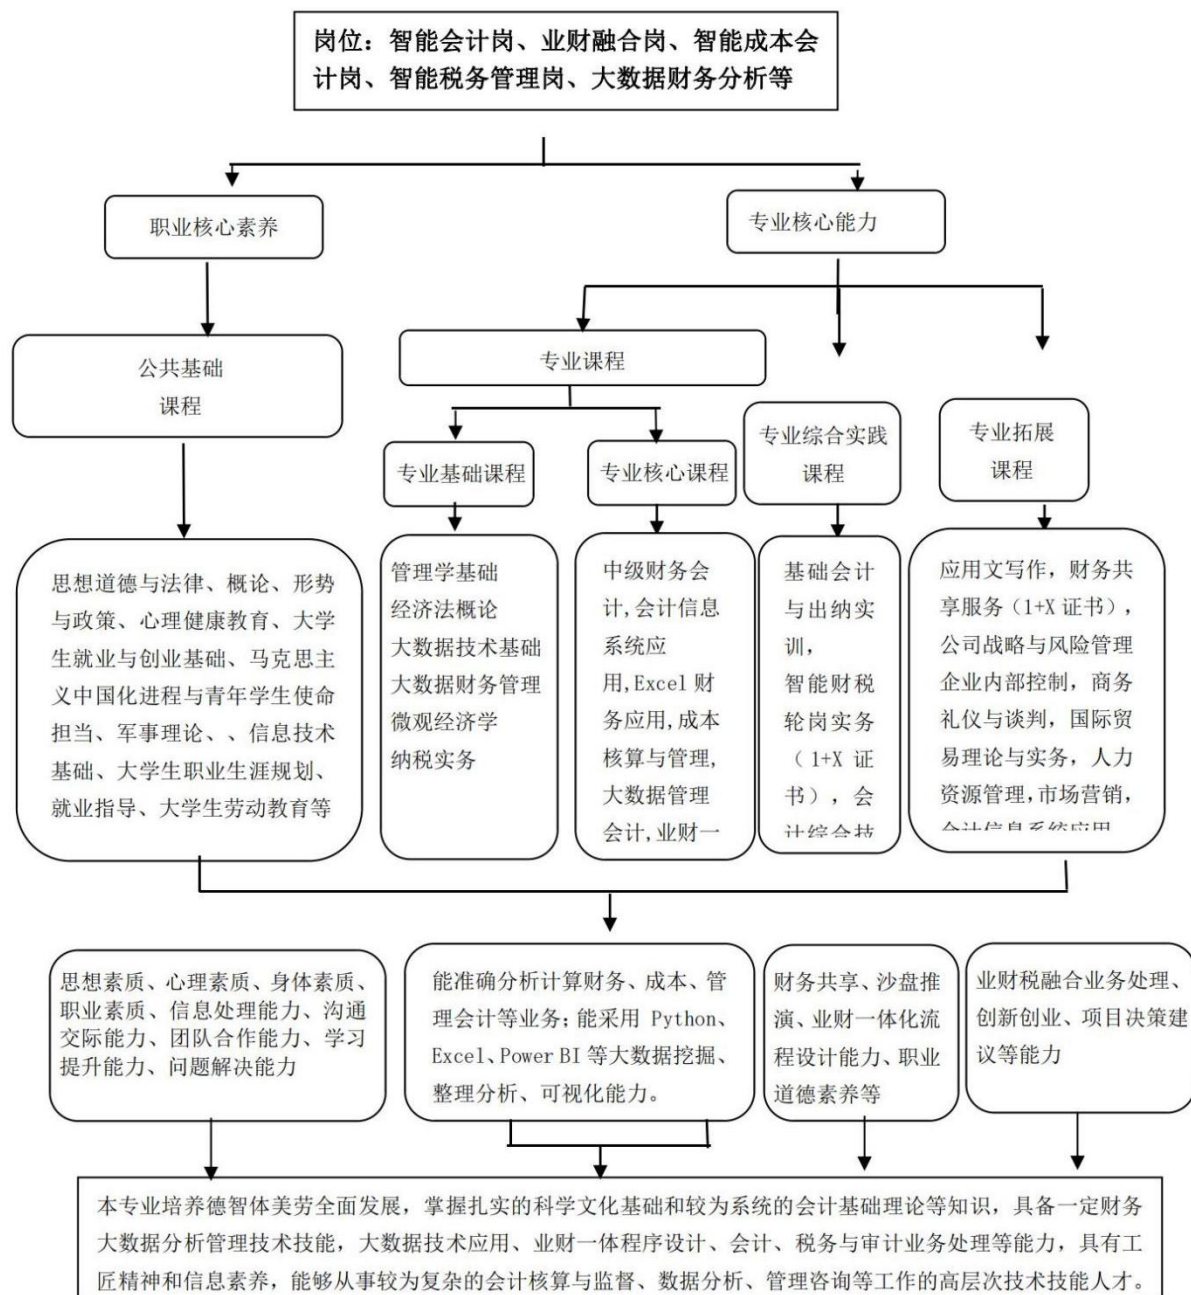 岗位：智能会计岗、业财融合岗、智能成本会
计岗、智能税务管理岗、大数据财务分析等
职业核心素养
专业核心能力
公共基础
课程
专业课程
专业基础课程
专业核心课程
专业综合实践
课程
专业拓展
课程
思想道德与法律、概论、形势
与政策、心理健康教育、大学
生就业与创业基础、马克思主
义中国化进程与青年学生使命
担当、军事理论、、信息技术
基础、大学生职业生涯规划、
就业指导、大学生劳动教育等
管理学基础
经济法概论
大数据技术基础
大数据财务管理
微观经济学
纳税实务
中级财务会
计,会计信息
系统应
用,Excel 财
务应用,成本
核算与管理,
大数据管理
会计,业财一
基础会计
与出纳实
训，
智能财税
轮岗实务
（1+X 证
书），会
计综合技
应用文写作，财务共
享服务（1+X 证书），
公司战略与风险管理
企业内部控制，商务
礼仪与谈判，国际贸
易理论与实务，人力
资源管理，市场营销，
会计信息系统应用
思想素质、心理素质、身体素质、
职业素质、信息处理能力、沟通
交际能力、团队合作能力、学习
提升能力、问题解决能力
能准确分析计算财务、成本、管
理会计等业务；能采用 Python、
Excel、Power BI 等大数据挖掘、
整理分析、可视化能力。
财务共享、沙盘推
演、业财一体化流
程设计能力、职业
道德素养等
业财税融合业务处理、
创新创业、项目决策建
议等能力
本专业培养德智体美劳全面发展，掌握扎实的科学文化基础和较为系统的会计基础理论等知识，具备一定财务
大数据分析管理技术技能，大数据技术应用、业财一体程序设计、会计、税务与审计业务处理等能力，具有工
匠精神和信息素养，能够从事较为复杂的会计核算与监督、数据分析、管理咨询等工作的高层次技术技能人才。